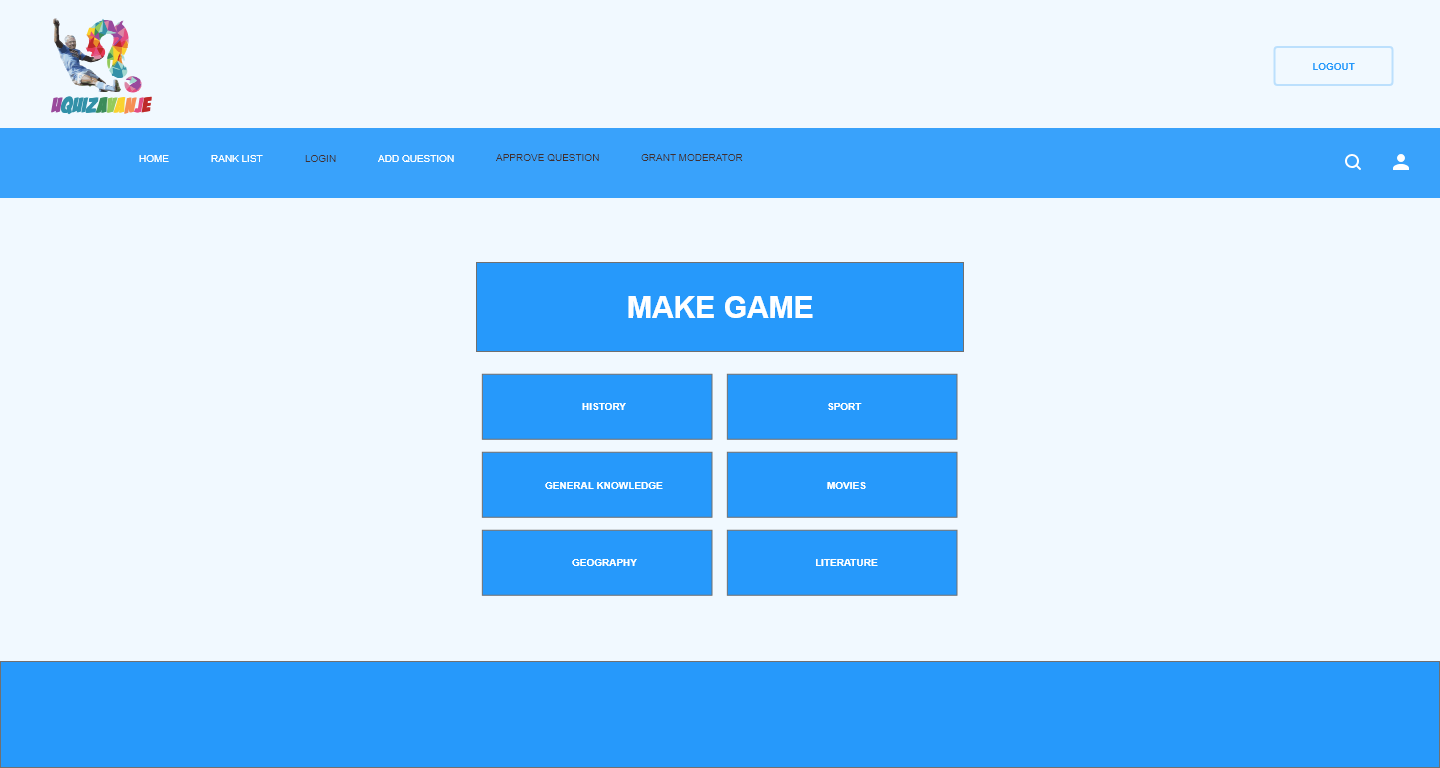 UQUIZAVANJE
LOGOUT
HOME RANK LIST LOGIN ADD QUESTION APPROVE QUESTION GRANT MODERATOR
MAKE GAME
HISTORY SPORT
GENERAL KNOWLEDGE MOVIES
GEOGRAPHY LITERATURE